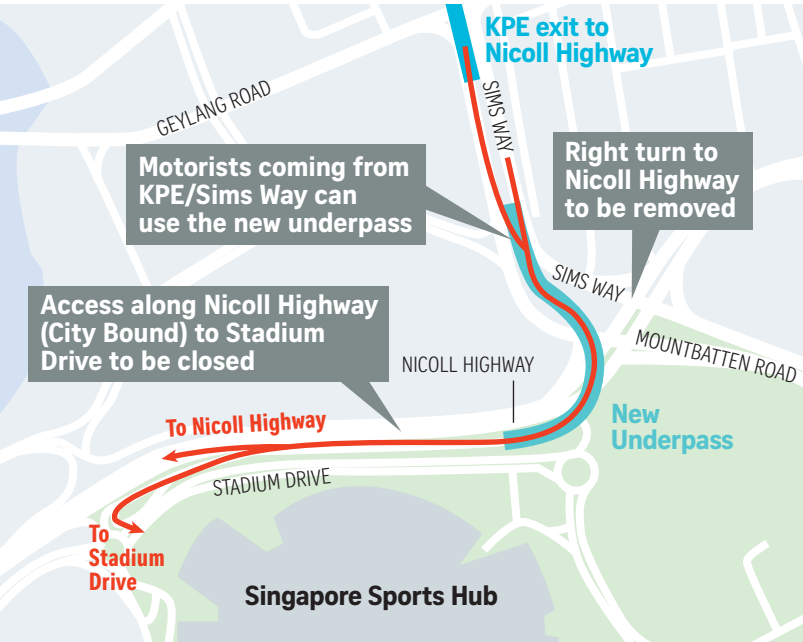 KPE exit to
Nicoll Highway
SIMS WAY
GEYLANG ROAD
Motorists coming from
KPE/Sims Way can
use the new underpass
Right turn to
Nicoll Highway
to be removed
SIMS WAY
Access along Nicoll Highway
(City Bound) to Stadium
Drive to be closed
MOUNTBATTEN ROAD
NICOLL HIGHWAY
New
Underpass
To Nicoll Highway
STADIUM DRIVE
To
Stadium
Drive
Singapore Sports Hub